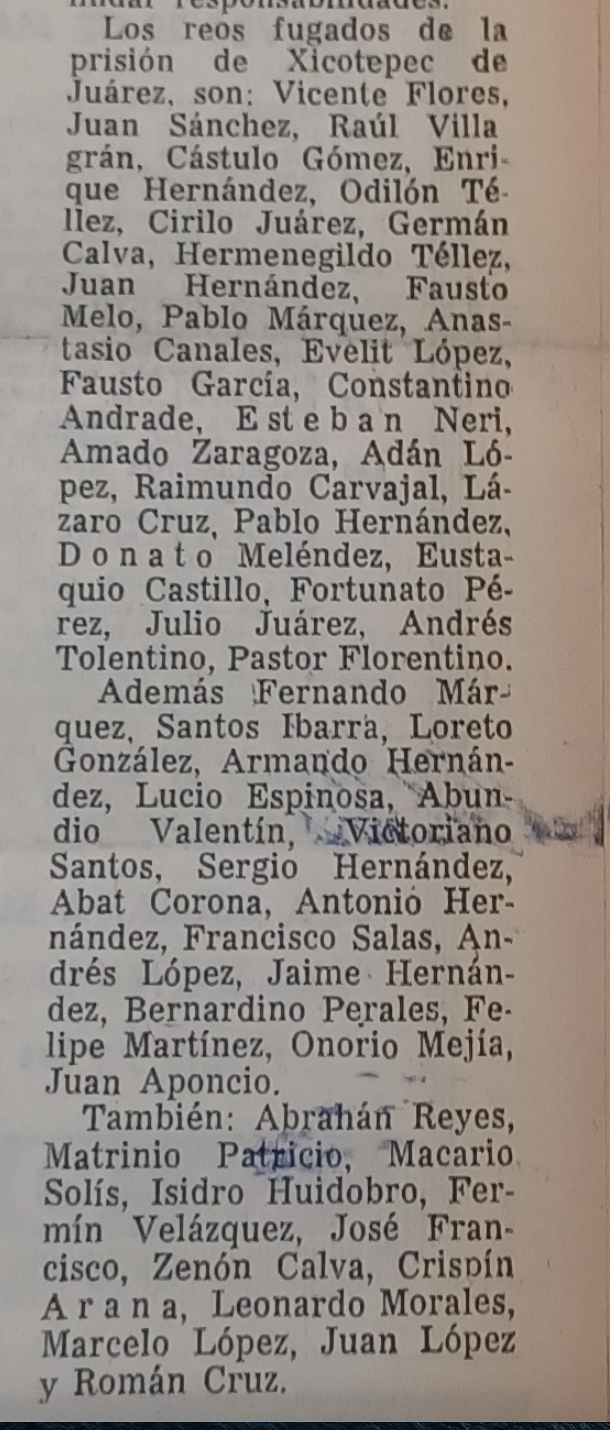 responsabilidades.
Los reos fugados de la
prisión de Xicotepec de
Juárez, son: Vicente Flores,
Juan Sánchez, Raúl Villa
grán, Cástulo Gómez, Enri-
que Hernández, Odilón Té-
llez, Cirilo Juárez, Germán
Calva, Hermenegildo Téllez,
Juan Hernández, Fausto
Melo, Pablo Márquez, Anas-
tasio Canales, Evelit López,
Fausto García, Constantino
Andrade, Esteban Neri,
Amado Zaragoza, Adán Ló-
pez, Raimundo Carvajal, Lá-
zaro Cruz, Pablo Hernández,
Donato Meléndez, Eusta-
quio Castillo, Fortunato Pé-
rez, Julio Juárez, Andrés
Tolentino, Pastor Florentino.
Además Fernando Már-
quez, Santos Ibarra, Loreto
González, Armando Hernán-
dez, Lucio Espinosa, Abun-
dio Valentín, Victoriano
Santos, Sergio Hernández,
Abat Corona, Antonio Her-
nández, Francisco Salas, An-
drés López, Jaime Hernán-
dez, Bernardino Perales, Fe-
lipe Martínez, Onorio Mejía,
Juan Aponcio.
También: Abrahán Reyes,
Matrinio Patricio, Macario
Solís, Isidro Huidobro, Fer-
mín Velázquez, José Fran-
cisco, Zenón Calva, Crispín
Arana, Leonardo Morales,
Marcelo López, Juan López
y Román Cruz.